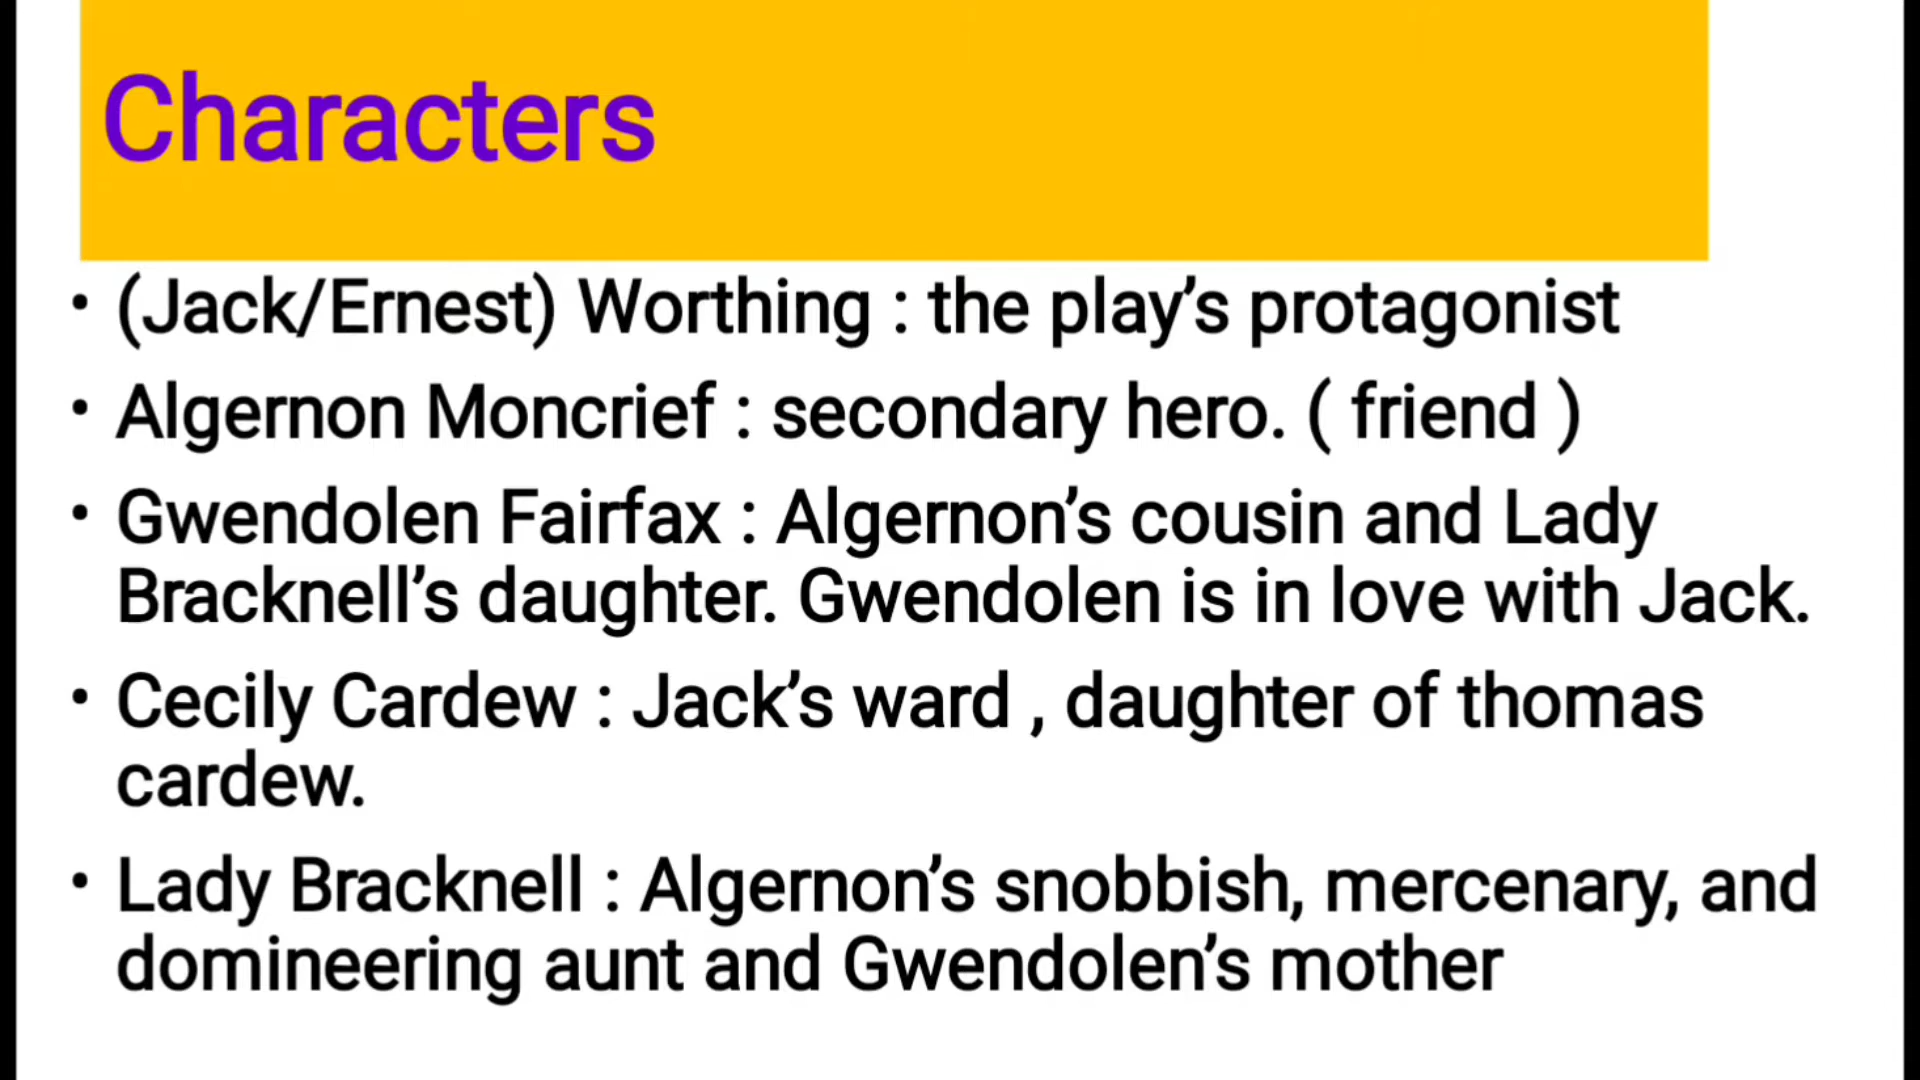 Characters
• (Jack/Ernest) Worthing : the play’s protagonist
• Algernon Moncrief : secondary hero. ( friend )
• Gwendolen Fairfax : Algernon’s cousin and Lady
Bracknell’s daughter. Gwendolen is in love with Jack.
• Cecily Cardew : Jack’s ward , daughter of thomas
cardew.
• Lady Bracknell : Algernon’s snobbish, mercenary, and
domineering aunt and Gwendolen’s mother